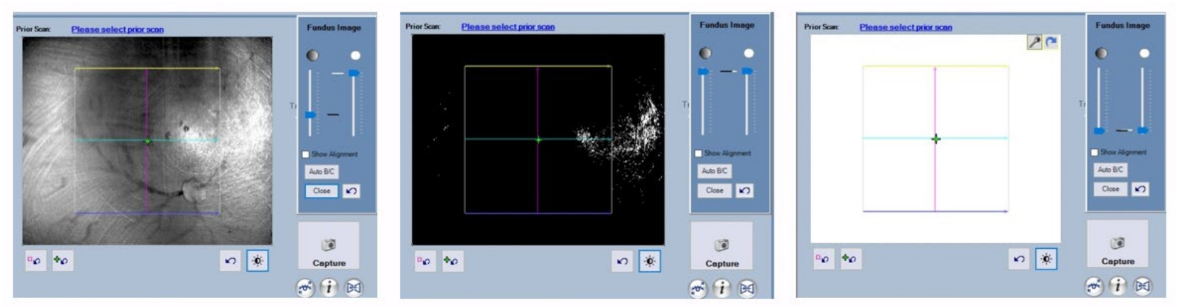 Prior Scan: Please select prior scan
Fundus Image
Show Alignment
Auto B/C
Close
Capture
Prior Scan: Please select prior scan
Fundus Image
Show Alignment
Auto B/C
Close
Capture
Prior Scan: Please select prior scan
Fundus Image
Show Alignment
Auto B/C
Close
Capture